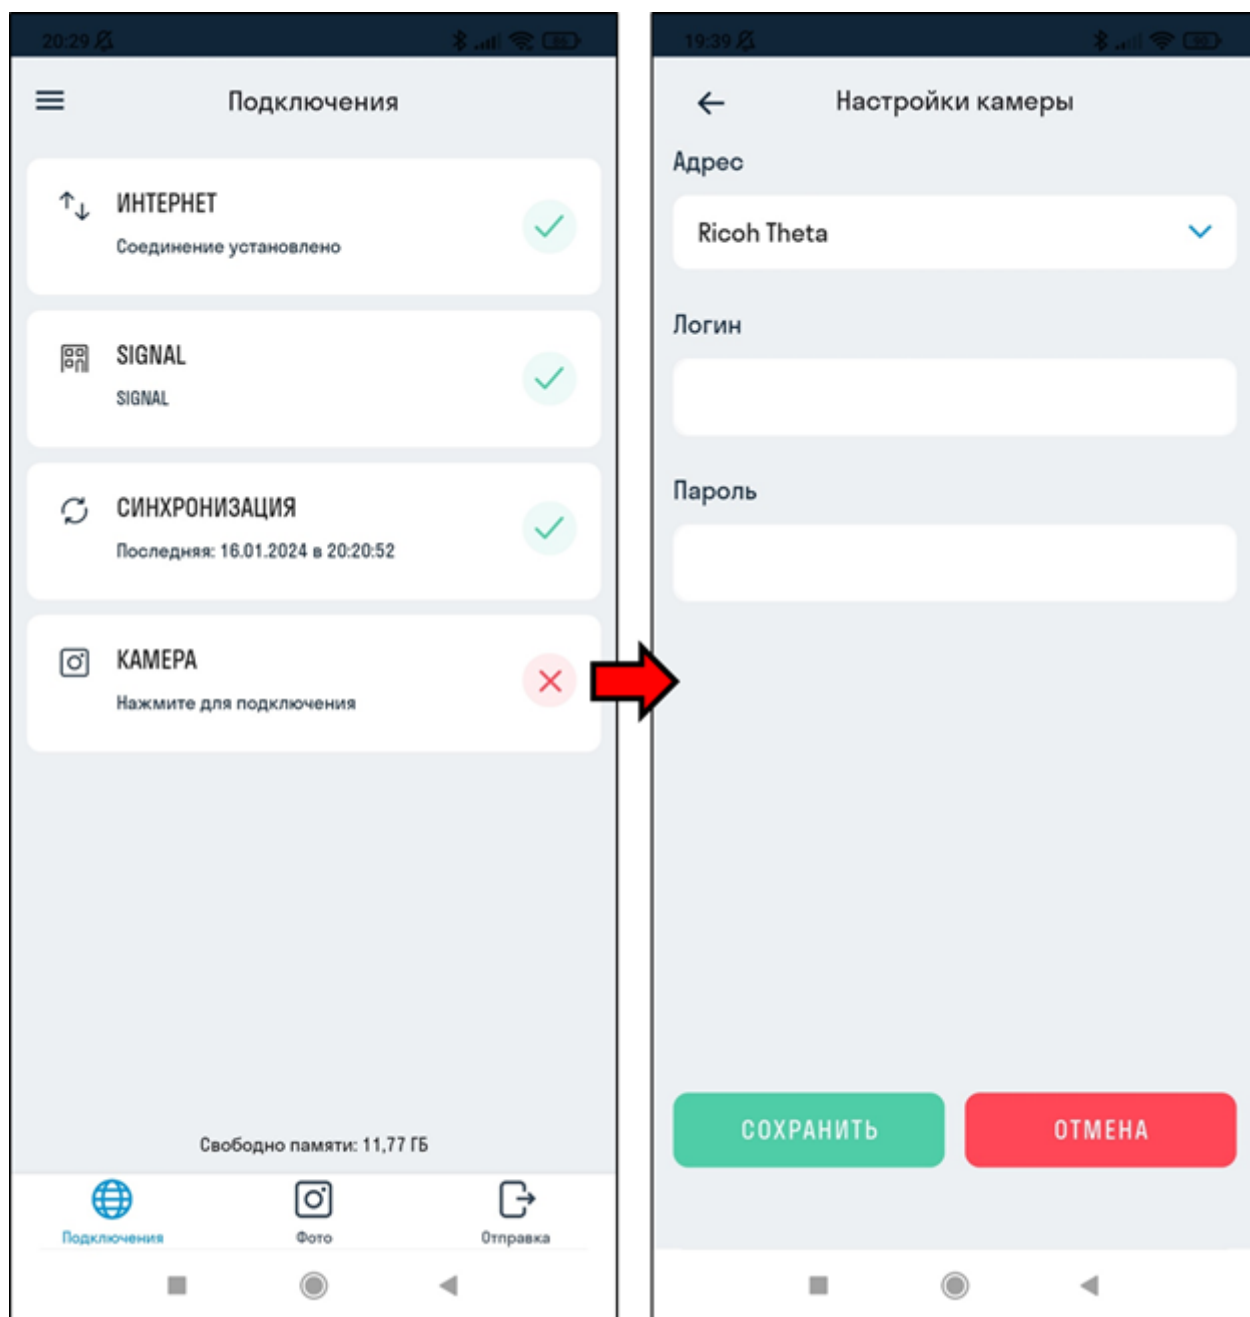 20:29
66
Подключения
ИНТЕРНЕТ
Соединение установлено
SIGNAL
SIGNAL
СИНХРОНИЗАЦИЯ
Последняя: 16.01.2024 в 20:20:52
КАМЕРА
Нажмите для подключения
Свободно памяти: 11,77 ГБ
Подключения
Фото
Отправка
19:39
90
Настройки камеры
Адрес
Ricoh Theta
Логин
Пароль
СОХРАНИТЬ
ОТМЕНА